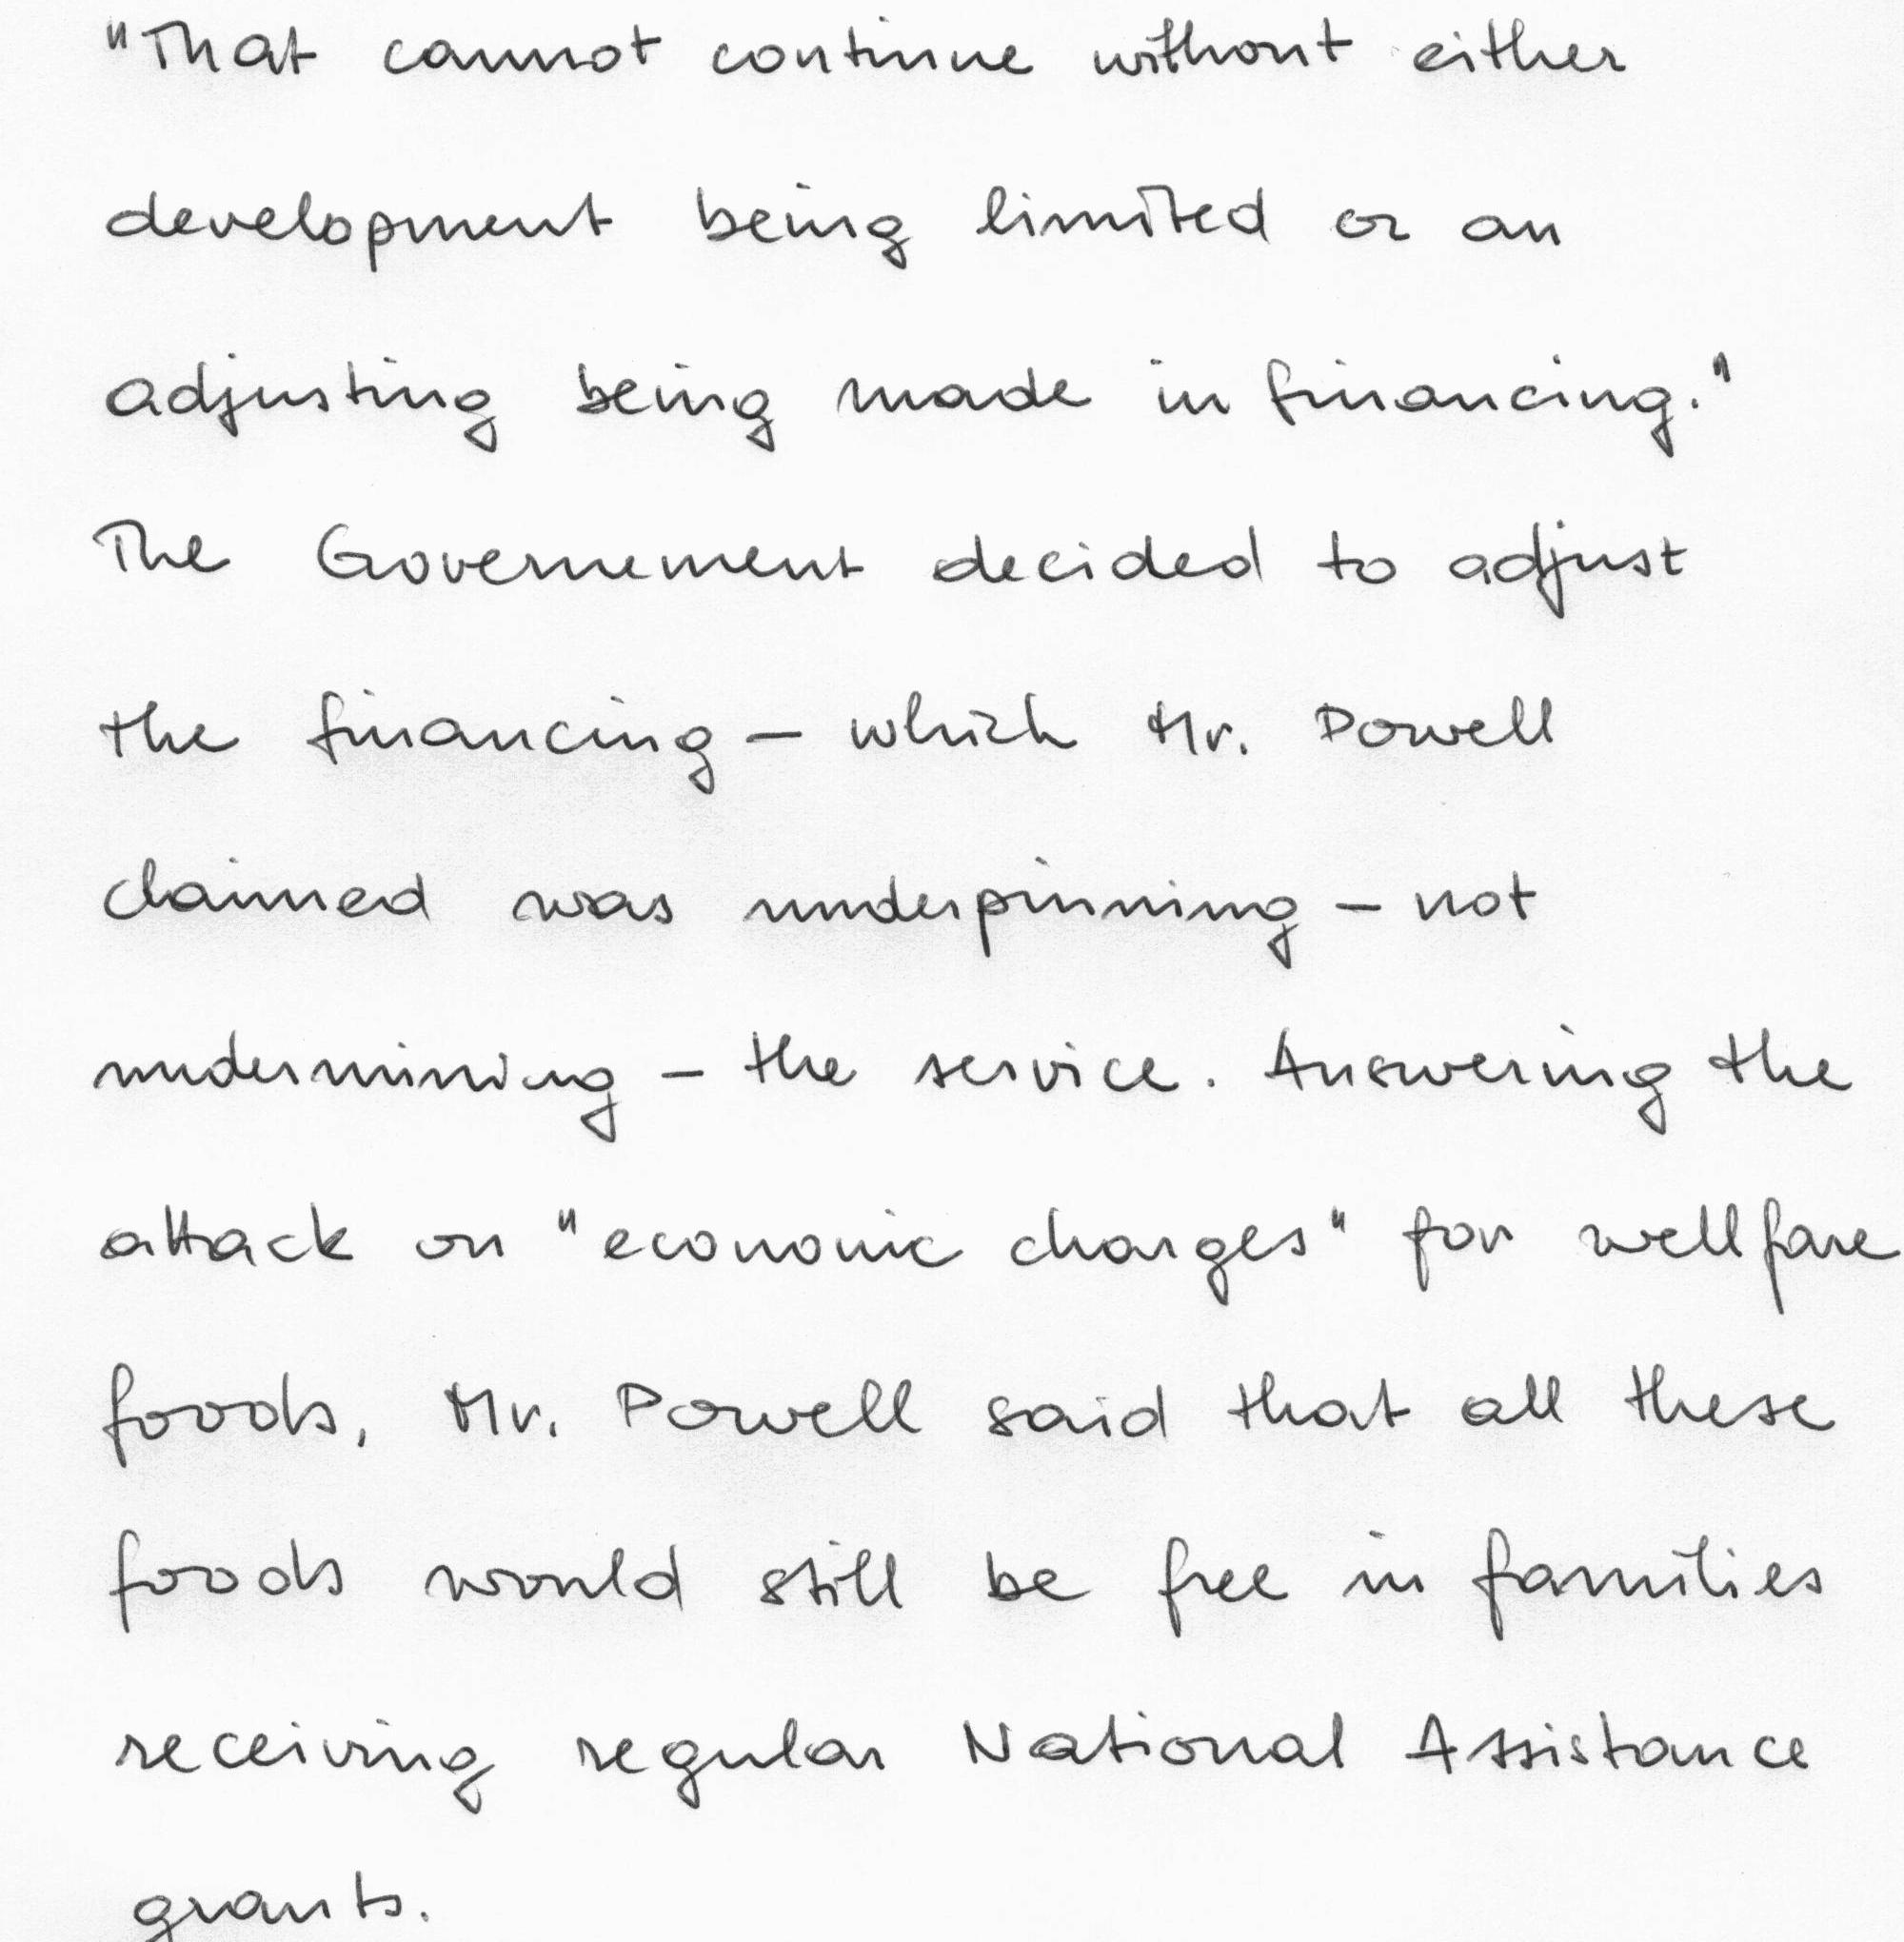 "That cannot continue without either
development being limited or an
adjusting being made in financing."
The Governement decided to adjust
the financing – which Mr. Powell
claimed was underpinning – not
undermining – the service. Answering the
attack on "economic charges" for wellfare
foods, Mr. Powell said that all these
foods would still be free in families
receiving regular National Assistance
grants.